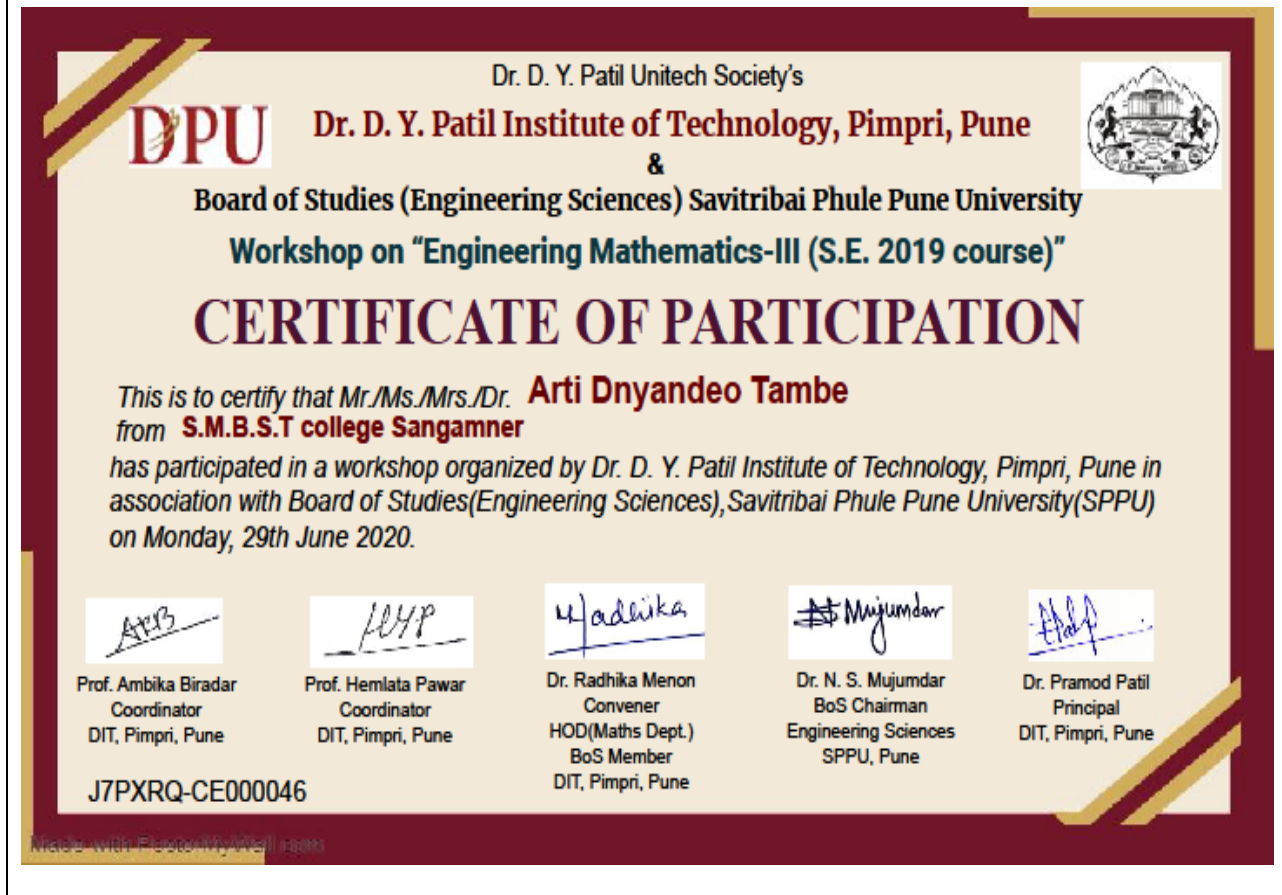 Dr. D. Y. Patil Unitech Society's
DPU
Dr. D. Y. Patil Institute of Technology, Pimpri, Pune
&
Board of Studies (Engineering Sciences) Savitribai Phule Pune University
Workshop on “Engineering Mathematics-III (S.E. 2019 course)”
CERTIFICATE OF PARTICIPATION
This is to certify that Mr./Ms./Mrs./Dr. Arti Dnyandeo Tambe
from S.M.B.S.T college Sangamner
has participated in a workshop organized by Dr. D. Y. Patil Institute of Technology, Pimpri, Pune in
association with Board of Studies(Engineering Sciences),Savitribai Phule Pune University(SPPU)
on Monday, 29th June 2020.
Mujumdar
Prof. Ambika Biradar
Coordinator
DIT, Pimpri, Pune
Prof. Hemlata Pawar
Coordinator
DIT, Pimpri, Pune
Dr. Radhika Menon
Convener
HOD(Maths Dept.)
BoS Member
DIT, Pimpri, Pune
Dr. N. S. Mujumdar
BoS Chairman
Engineering Sciences
SPPU, Pune
Dr. Pramod Patil
Principal
DIT, Pimpri, Pune
J7PXRQ-CE000046
Made with PosterMyWall.com